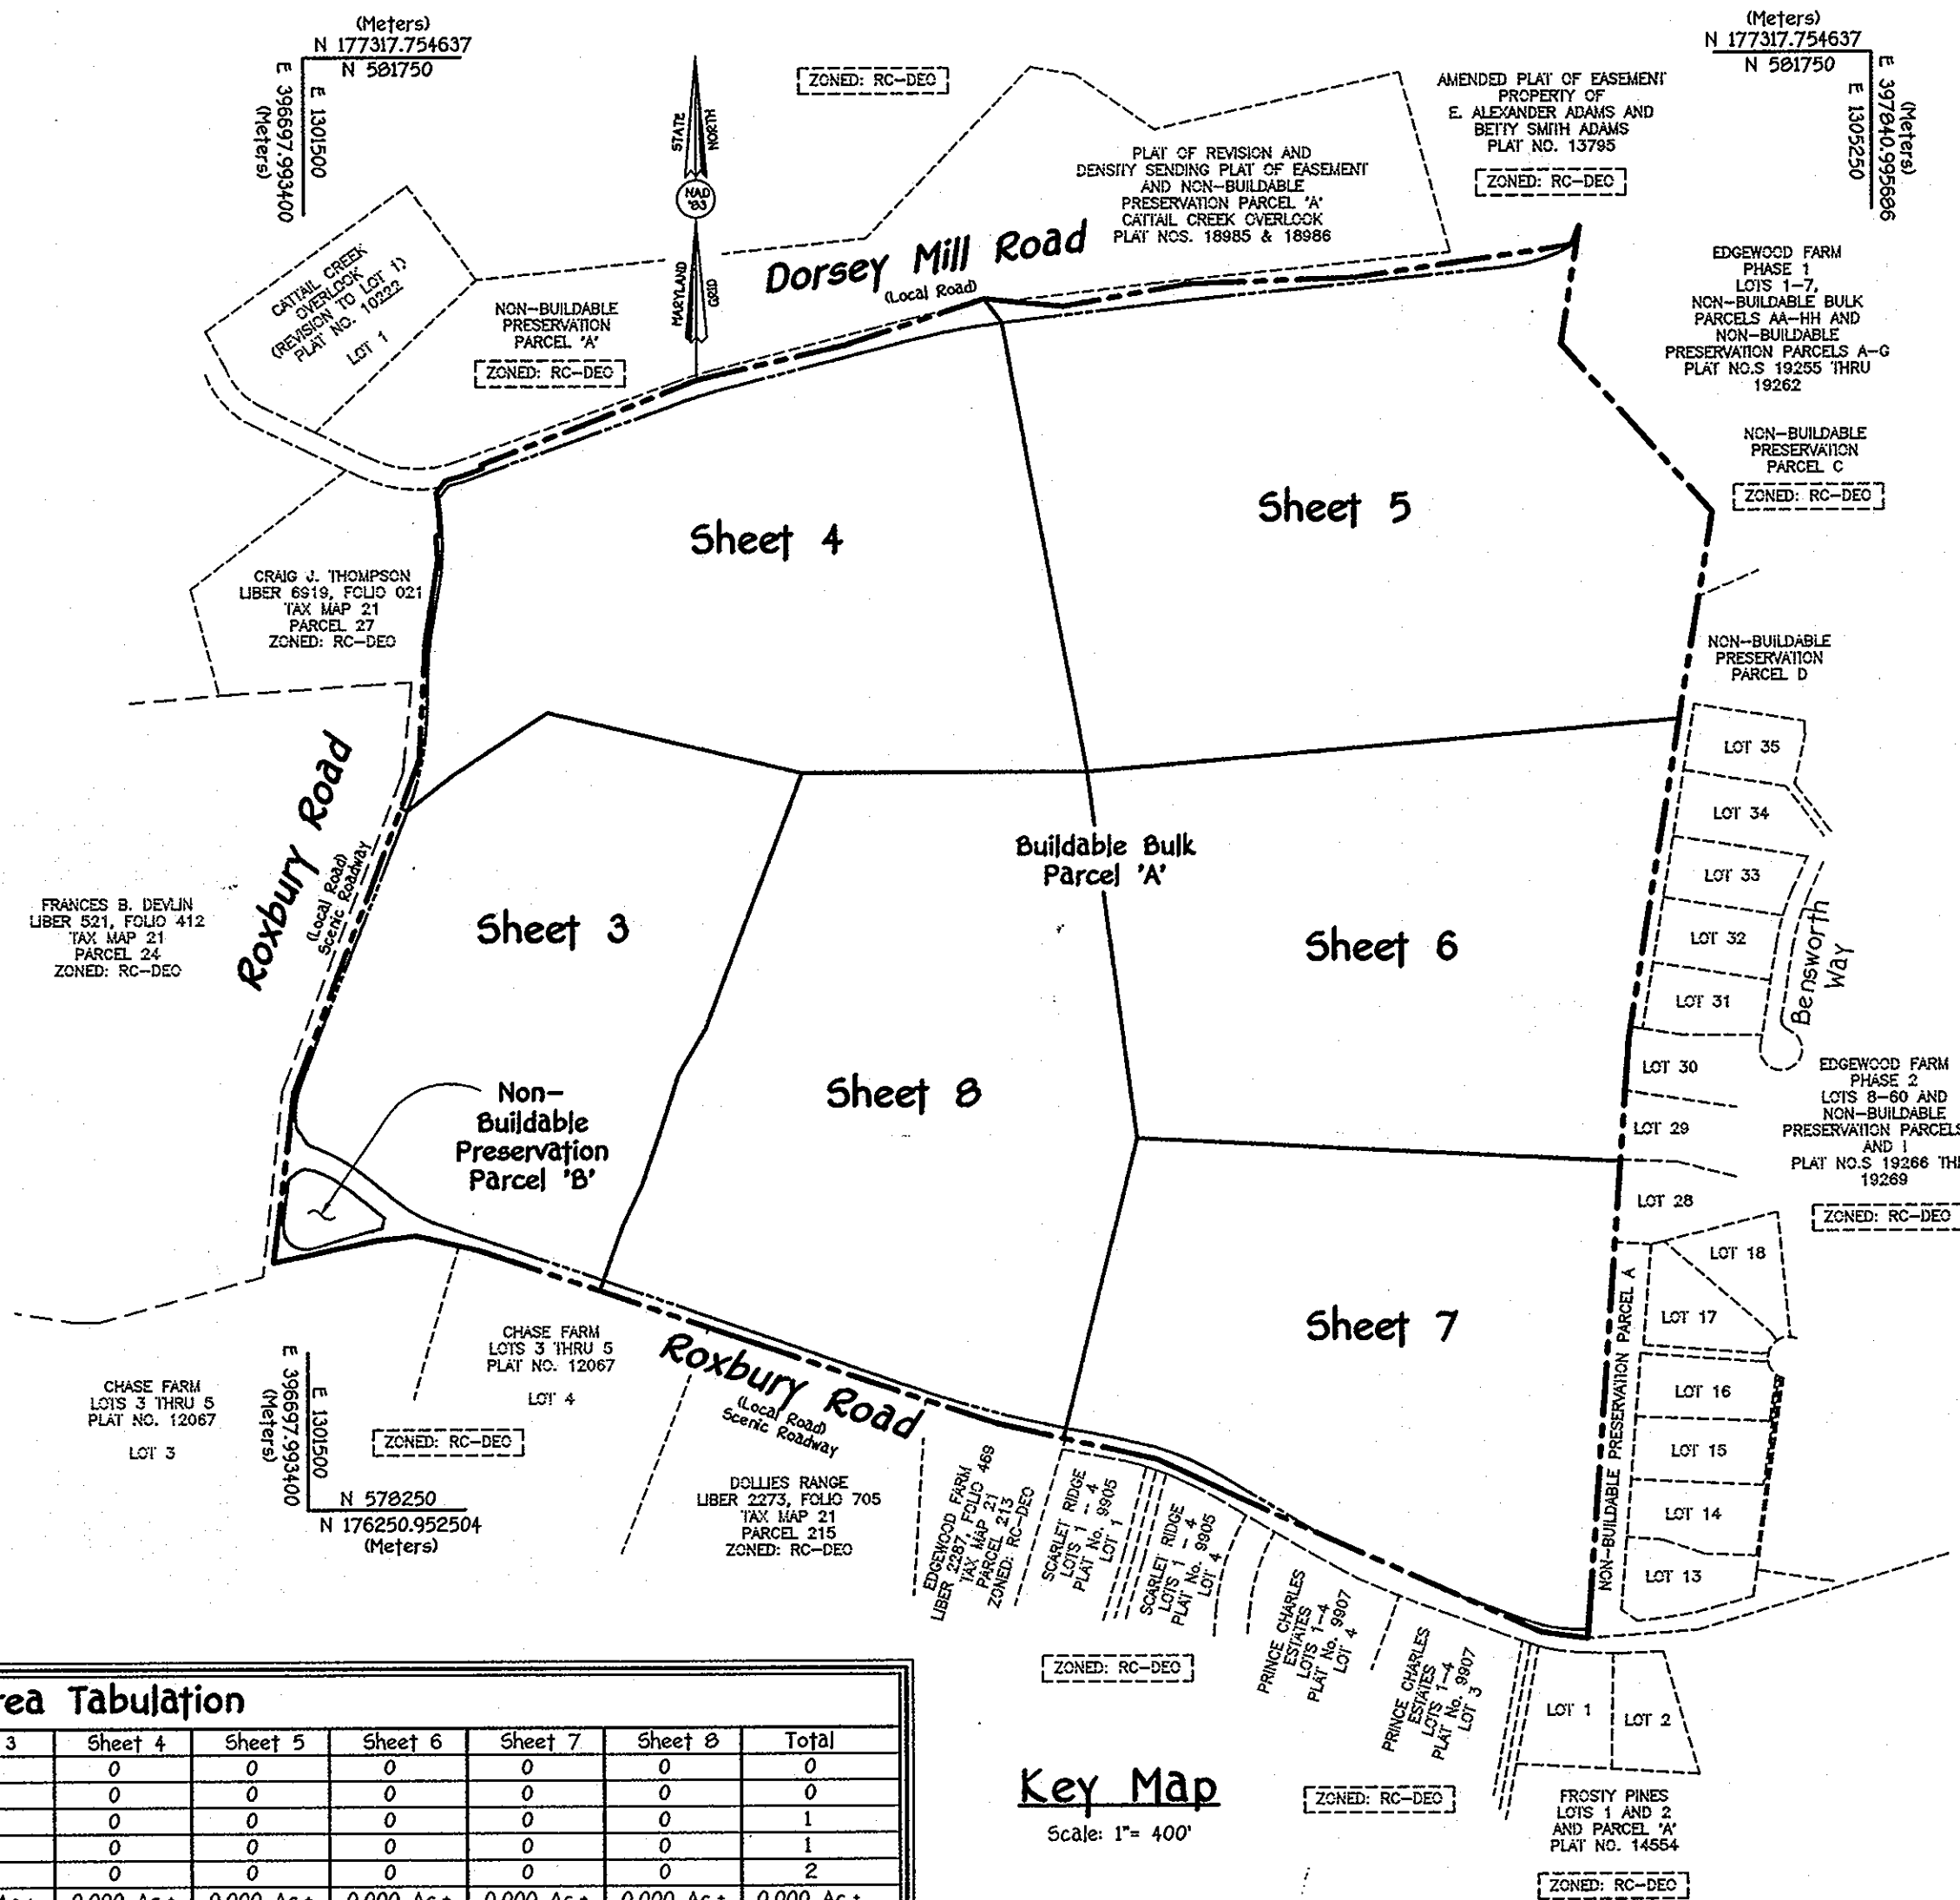 (Meters)
N 177317.754637
N 581750
E 1301500
E 396697.993400
(Meters)
ZONED: RC-DEO
STATE
NORTH
NAD
'83
MARYLAND
GRID
(Meters)
N 177317.754637
N 581750
E 1305250
E 397840.995686
(Meters)
AMENDED PLAT OF EASEMENT
PROPERTY OF
E. ALEXANDER ADAMS AND
BETTY SMITH ADAMS
PLAT NO. 13795
ZONED: RC-DEO
PLAT OF REVISION AND
DENSITY SENDING PLAT OF EASEMENT
AND NON-BUILDABLE
PRESERVATION PARCEL 'A'
CATTAIL CREEK OVERLOOK
PLAT NOS. 18985 & 18986
CATTAIL CREEK
OVERLOOK
(REVISION TO LOT 1)
PLAT NO. 10222
LOT 1
NON-BUILDABLE
PRESERVATION
PARCEL 'A'
ZONED: RC-DEO
Dorsey Mill Road
(Local Road)
EDGEWOOD FARM
PHASE 1
LOTS 1-7,
NON-BUILDABLE BULK
PARCELS AA-HH AND
NON-BUILDABLE
PRESERVATION PARCELS A-G
PLAT NO.S 19255 THRU
19262
NON-BUILDABLE
PRESERVATION
PARCEL C
ZONED: RC-DEO
Sheet 4
Sheet 5
CRAIG J. THOMPSON
LIBER 6919, FOLIO 021
TAX MAP 21
PARCEL 27
ZONED: RC-DEO
NON-BUILDABLE
PRESERVATION
PARCEL D
LOT 35
LOT 34
LOT 33
LOT 32
LOT 31
LOT 30
LOT 29
LOT 28
Bensworth
Way
Roxbury Road
(Local Road)
Scenic Roadway
Buildable Bulk
Parcel 'A'
FRANCES B. DEVLIN
LIBER 521, FOLIO 412
TAX MAP 21
PARCEL 24
ZONED: RC-DEO
Sheet 3
Sheet 6
Sheet 8
Non-
Buildable
Preservation
Parcel 'B'
EDGEWOOD FARM
PHASE 2
LOTS 8-60 AND
NON-BUILDABLE
PRESERVATION PARCELS
AND I
PLAT NO.S 19266
19269
ZONED: RC-DEO
LOT 18
LOT 17
LOT 16
LOT 15
LOT 14
LOT 13
NON-BUILDABLE PRESERVATION PARCEL A
Sheet 7
CHASE FARM
LOTS 3 THRU 5
PLAT NO. 12067
LOT 4
CHASE FARM
LOTS 3 THRU 5
PLAT NO. 12067
LOT 3
E 1301500
E 396697.993400
(Meters)
N 578250
N 176250.952504
(Meters)
ZONED: RC-DEO
Roxbury Road
(Local Road)
Scenic Roadway
DOLLIES RANGE
LIBER 2273, FOLIO 705
TAX MAP 21
PARCEL 215
ZONED: RC-DEO
EDGEWOOD FARM
LIBER 2287, FOLIO 469
TAX MAP 21
PARCEL 213
ZONED: RC-DEO
SCARLET RIDGE
LOTS 1 - 4
PLAT No. 9905
LOT 1
SCARLET RIDGE
LOTS 1 - 4
PLAT No. 9905
LOT 4
PRINCE CHARLES
ESTATES
LOTS 1-4
PLAT No. 9907
LOT 4
PRINCE CHARLES
ESTATES
LOTS 1-4
PLAT No. 9907
LOT 3
ZONED: RC-DEO
ZONED: RC-DEO
LOT 1
LOT 2
FROSTY PINES
LOTS 1 AND 2
AND PARCEL 'A'
PLAT NO. 14554
ZONED: RC-DEO
Key Map
Scale: 1"= 400'
rea Tabulation
3 Sheet 4 Sheet 5 Sheet 6 Sheet 7 Sheet 8 Total
0 0 0 0 0 0
0 0 0 0 0 0
0 0 0 0 0 1
0 0 0 0 0 1
0 0 0 0 0 2